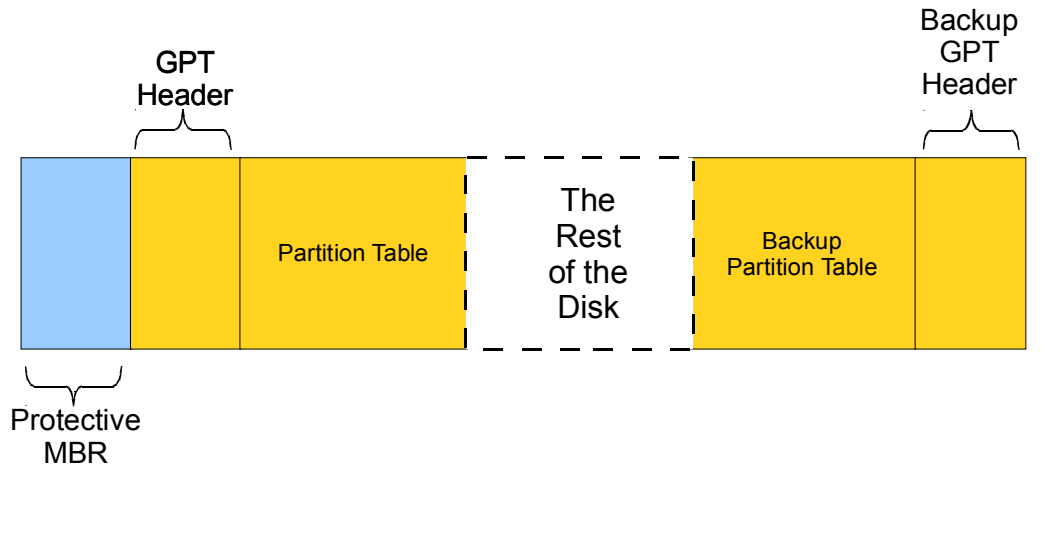 Backup
GPT
Header
GPT
Header
Partition Table
The
Rest
of the
Disk
Backup
Partition Table
Protective
MBR